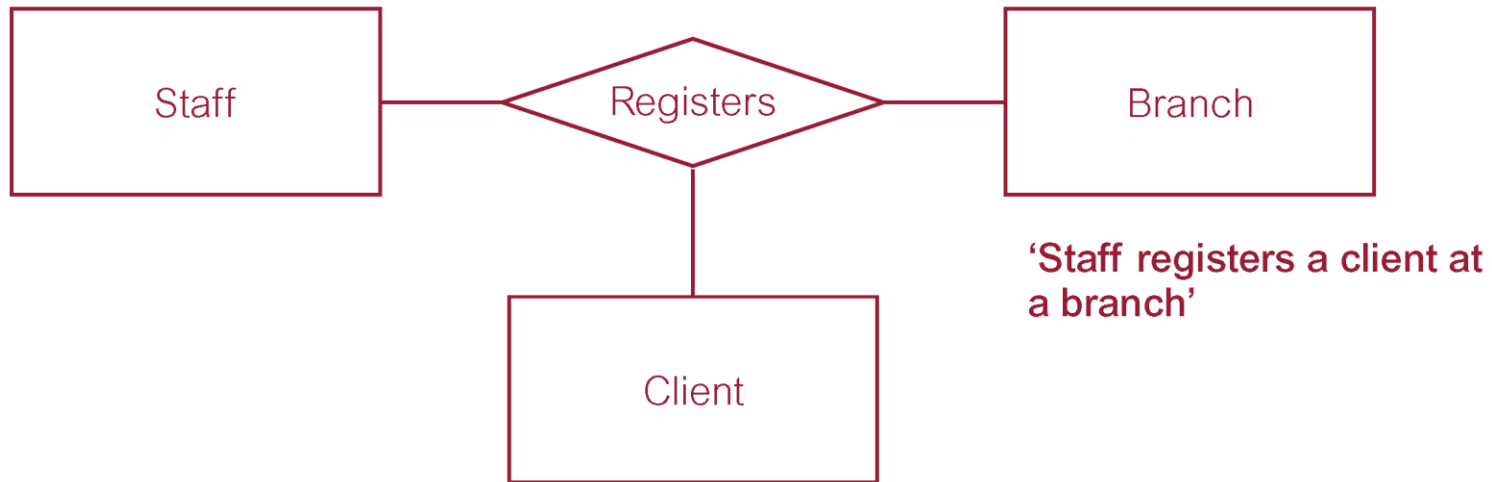 Staff
Registers
Branch
‘Staff registers a client at
a branch’
Client